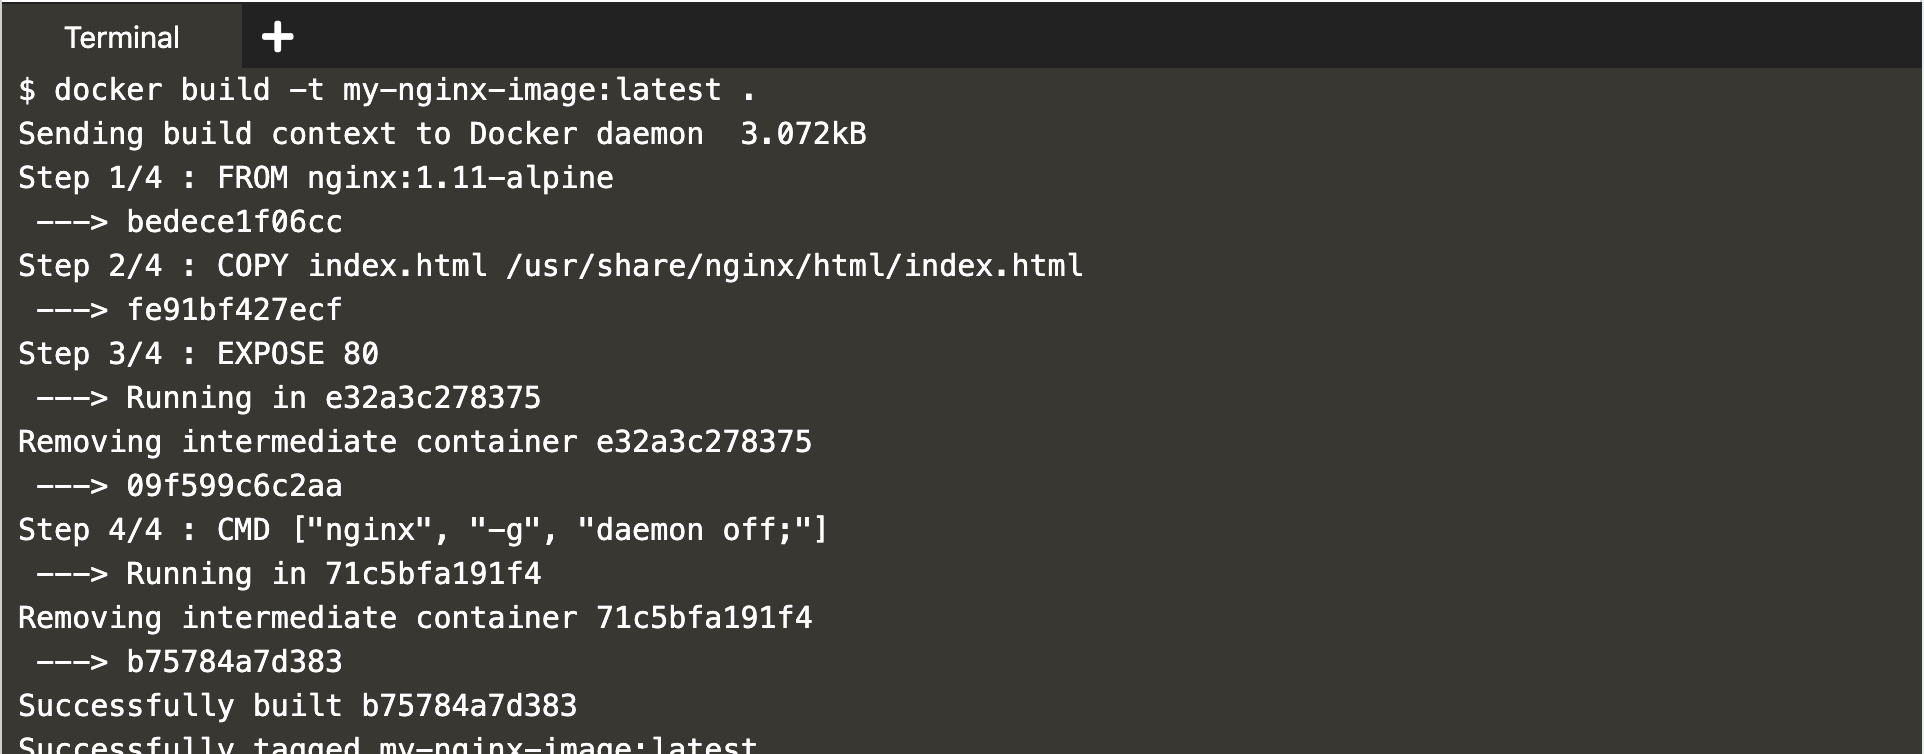 Terminal
$ docker build -t my-nginx-image:latest .
Sending build context to Docker daemon  3.072kB
Step 1/4 : FROM nginx:1.11-alpine
 ---> bedece1f06cc
Step 2/4 : COPY index.html /usr/share/nginx/html/index.html
 ---> fe91bf427ecf
Step 3/4 : EXPOSE 80
 ---> Running in e32a3c278375
Removing intermediate container e32a3c278375
 ---> 09f599c6c2aa
Step 4/4 : CMD ["nginx", "-g", "daemon off;"]
 ---> Running in 71c5bfa191f4
Removing intermediate container 71c5bfa191f4
 ---> b75784a7d383
Successfully built b75784a7d383
Successfully tagged my-nginx-image:latest